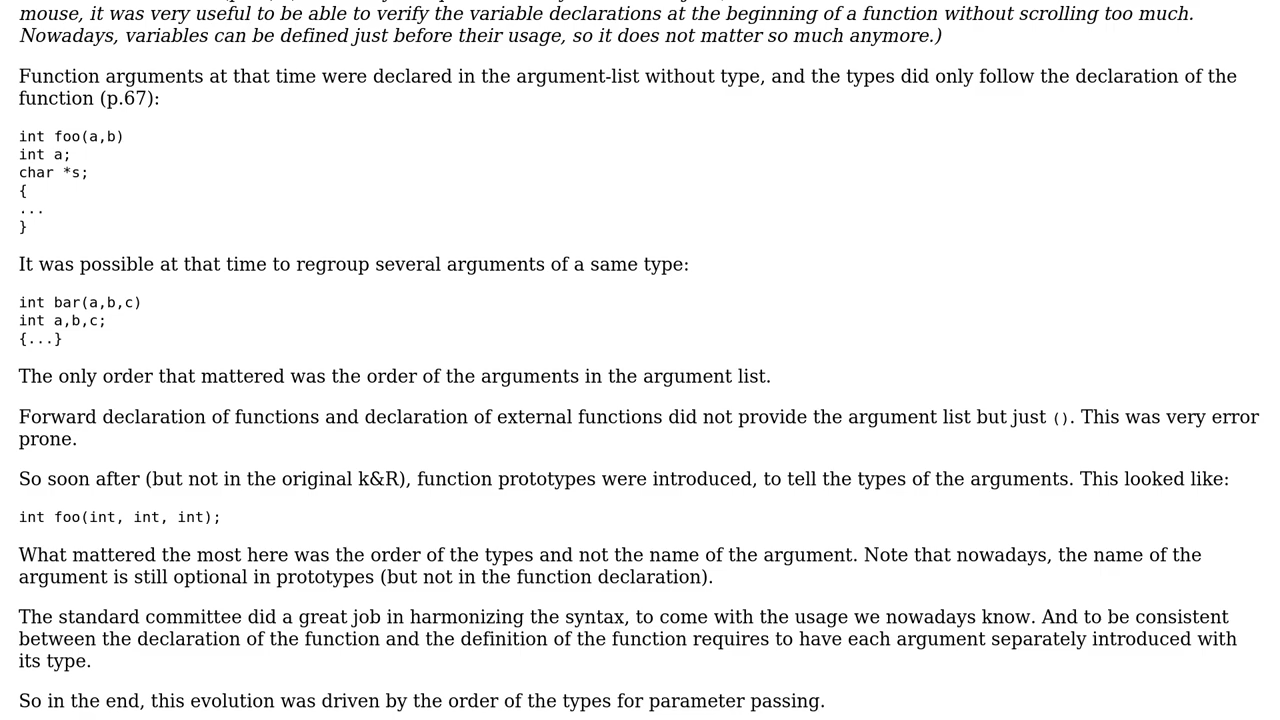 mouse, it was very useful to be able to verify the variable declarations at the beginning of a function without scrolling too much.
Nowadays, variables can be defined just before their usage, so it does not matter so much anymore.)
Function arguments at that time were declared in the argument-list without type, and the types did only follow the declaration of the
function (p.67):
int foo(a,b)
int a;
char *s;
{
...
}
It was possible at that time to regroup several arguments of a same type:
int bar(a,b,c)
int a,b,c;
{...}
The only order that mattered was the order of the arguments in the argument list.
Forward declaration of functions and declaration of external functions did not provide the argument list but just (). This was very error
prone.
So soon after (but not in the original k&R), function prototypes were introduced, to tell the types of the arguments. This looked like:
int foo(int, int, int);
What mattered the most here was the order of the types and not the name of the argument. Note that nowadays, the name of the
argument is still optional in prototypes (but not in the function declaration).
The standard committee did a great job in harmonizing the syntax, to come with the usage we nowadays know. And to be consistent
between the declaration of the function and the definition of the function requires to have each argument separately introduced with
its type.
So in the end, this evolution was driven by the order of the types for parameter passing.